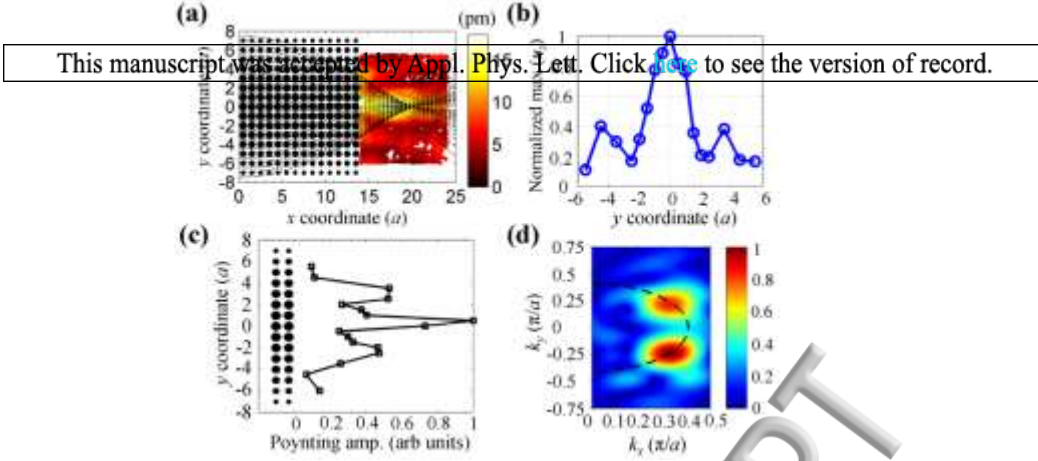 (a)
(pm)
(b)
This manuscript was accepted by Appl. Phys. Lett. Click here to see the version of record.
8
6
4
2
0
-2
-4
-6
-8
y coordinate (a)
0 5 10 15 20 25
x coordinate (a)
10
5
0
1
0.6
0.4
0.2
0
Normalized
-6 -4 -2 0 2 4 6
y coordinate (a)
(c)
8
6
4
2
0
-2
-4
-6
-8
y coordinate (a)
0 0.2 0.4 0.6 0.8 1
Poynting amp. (arb units)
(d)
0.75
0.5
0.25
0
-0.25
-0.5
-0.75
k_y (π/a)
0 0.1 0.2 0.3 0.4 0.5
k_x (π/a)
1
0.8
0.6
0.4
0.2
0
PT